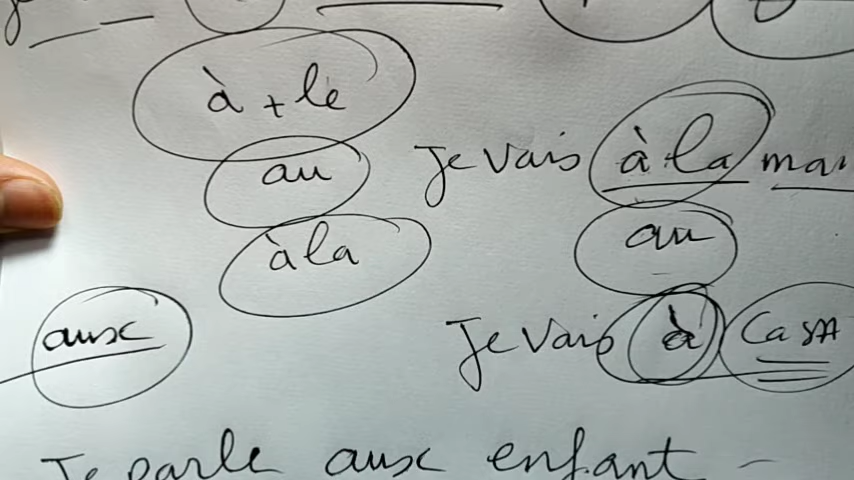 à + le
au
Je vais à la
à la
au
aux
Je vais à Casa
Je parle aux enfant -